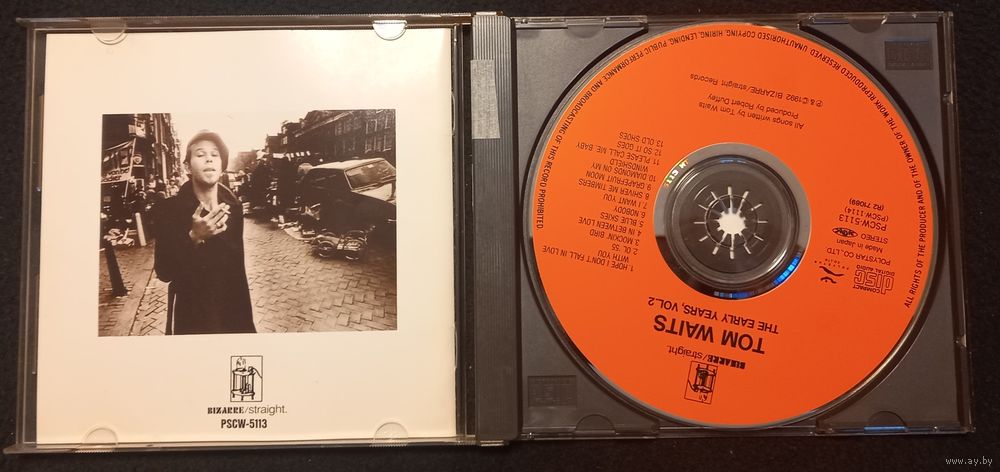 BIZARRE/straight.
PSCW-5113
BIZARRE/straight.
TOM WAITS
THE EARLY YEARS, VOL.2
COMPACT
disc
DIGITAL AUDIO
POLYSTAR CO., LTD.
Made in Japan
STEREO
PSCW-5113
(PSCW-1114)
(R2 71089)
1. HOPE I DON'T FALL IN LOVE
WITH YOU
2. OL' 55
3. MOCKIN' BIRD
4. IN BETWEEN LOVE
5. BLUE SKIES
6. NOBODY
7. I WANT YOU
8. SHIVER ME TIMBERS
9. GRAPEFRUIT MOON
10 DIAMONDS ON MY
WINDSHIELD
11. LEASE CALL ME BABY
12 SO IT GOES
13 OLD SHOES
All songs written by Tom Waits
Produced by Robert Duffey
℗ & ©1992 BIZARRE/straight Records
ALL RIGHTS OF THE PRODUCER AND OF THE OWNER OF THE WORK REPRODUCED RESERVED. UNAUTHORISED COPYING, HIRING, LENDING, PUBLIC PERFORMANCE AND BROADCASTING OF THIS RECORD PROHIBITED.
www.ay.by